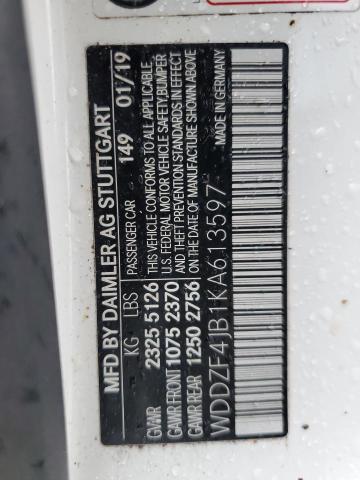 MFD BY DAIMLER AG STUTTGART
KG LBS PASSENGER CAR 149 01/19
GVWR 2325 5126 THIS VEHICLE CONFORMS TO ALL APPLICABLE
U.S. FEDERAL MOTOR VEHICLE SAFETY, BUMPER
GAWR FRONT 1075 2370 AND THEFT PREVENTION STANDARDS IN EFFECT
GAWR REAR 1250 2756 ON THE DATE OF MANUFACTURE SHOWN ABOVE.
WDDZF4JB1KA613597
MADE IN GERMANY